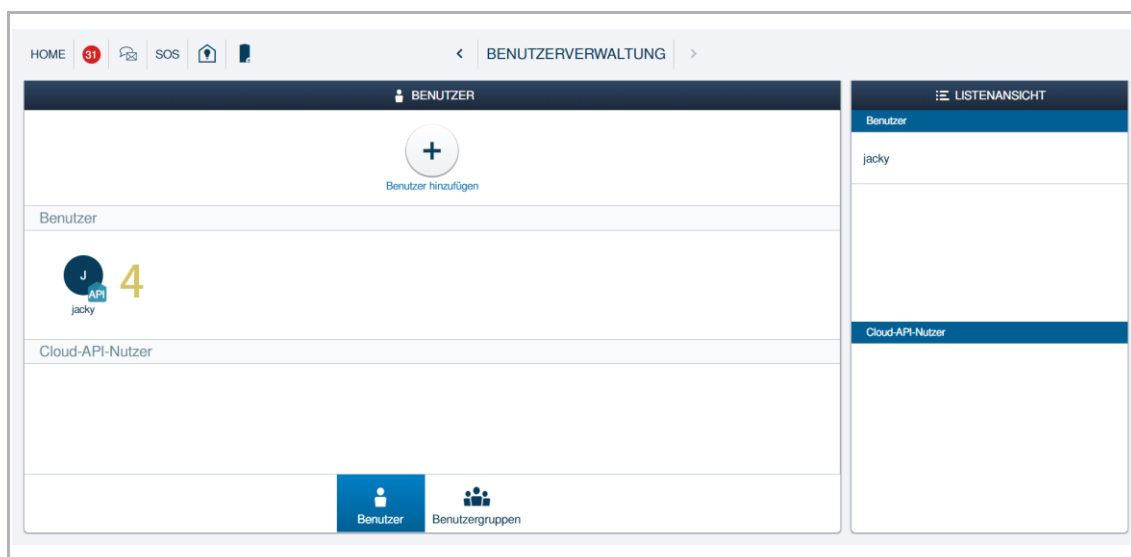 HOME 31 SOS < BENUTZERVERWALTUNG >
BENUTZER
Benutzer hinzufügen
Benutzer
J
API
jacky
4
Cloud-API-Nutzer
Benutzer
Benutzergruppen
LISTENANSICHT
Benutzer
jacky
Cloud-API-Nutzer